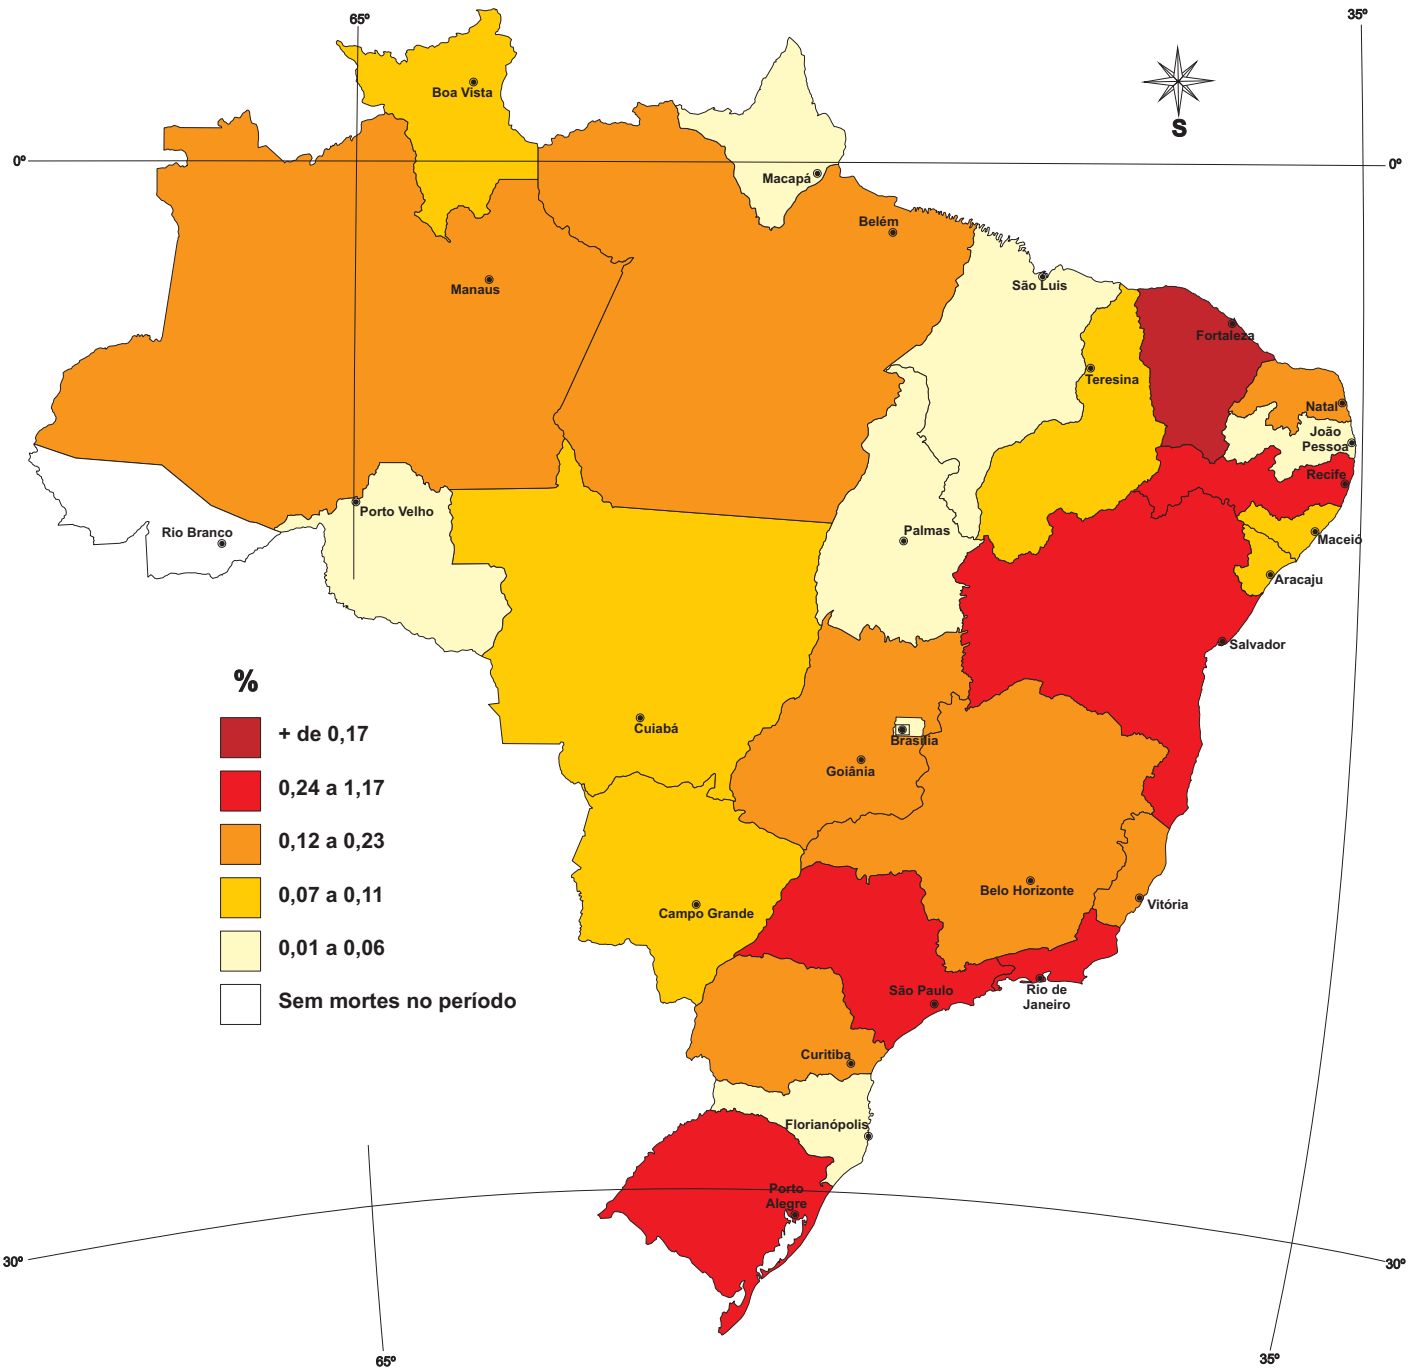 65º
35º
Boa Vista
S
0º
0º
Macapá
Belém
São Luis
Manaus
Fortaleza
Teresina
Natal
João
Pessoa
Recife
Porto Velho
Rio Branco
Palmas
Maceió
Aracaju
Salvador
%
Cuiabá
Brasília
+ de 0,17
Goiânia
0,24 a 1,17
0,12 a 0,23
0,07 a 0,11
Belo Horizonte
Vitória
Campo Grande
0,01 a 0,06
São Paulo
Rio de
Janeiro
Sem mortes no período
Curitiba
Florianópolis
Porto
Alegre
30º
30º
65º
35º